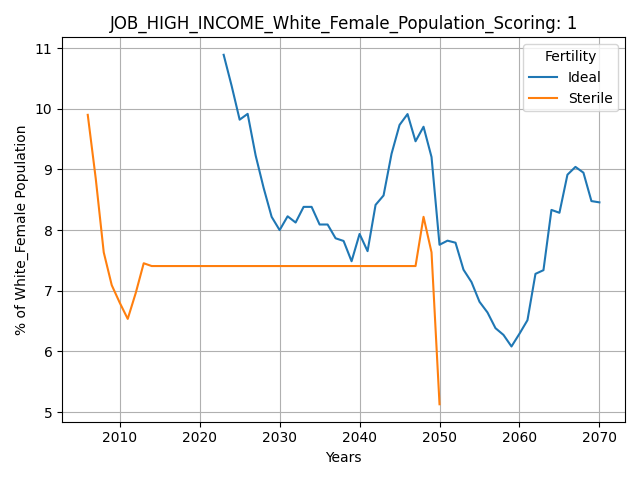 JOB_HIGH_INCOME_White_Female_Population_Scoring: 1
Fertility
Ideal
Sterile
% of White_Female Population
11
10
9
8
7
6
5
2010 2020 2030 2040 2050 2060 2070
Years